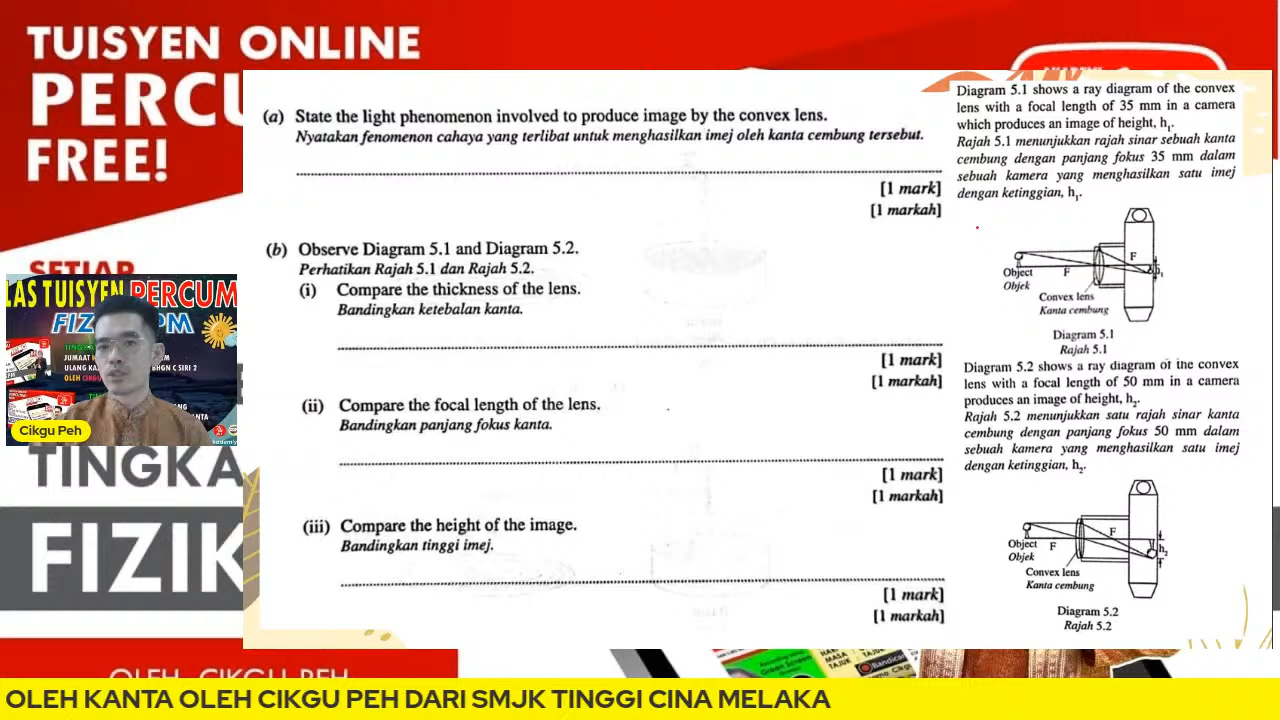 TUISYEN ONLINE
FREE!
SETIAP
TINGKA
FIZIK
OLEH CIKGU PEH
LAS TUISYEN PERCUM
Cikgu Peh
(a) State the light phenomenon involved to produce image by the convex lens.
Nyatakan fenomenon cahaya yang terlibat untuk menghasilkan imej oleh kanta cembung tersebut.
[1 mark]
[1 markah]
(b) Observe Diagram 5.1 and Diagram 5.2.
Perhatikan Rajah 5.1 dan Rajah 5.2.
(i) Compare the thickness of the lens.
Bandingkan ketebalan kanta.
[1 mark]
[1 markah]
(ii) Compare the focal length of the lens.
Bandingkan panjang fokus kanta.
[1 mark]
[1 markah]
(iii) Compare the height of the image.
Bandingkan tinggi imej.
[1 mark]
[1 markah]
Diagram 5.1 shows a ray diagram of the convex
lens with a focal length of 35 mm in a camera
which produces an image of height, h₁.
Rajah 5.1 menunjukkan rajah sinar sebuah kanta
cembung dengan panjang fokus 35 mm dalam
sebuah kamera yang menghasilkan satu imej
dengan ketinggian, h₁.
F
Object
Objek
F
Convex lens
Kanta cembung
Diagram 5.1
Rajah 5.1
Diagram 5.2 shows a ray diagram of the convex
lens with a focal length of 50 mm in a camera
produces an image of height, h₂.
Rajah 5.2 menunjukkan satu rajah sinar kanta
cembung dengan panjang fokus 50 mm dalam
sebuah kamera yang menghasilkan satu imej
dengan ketinggian, h₂.
F
Object
Objek
F
h₂
Convex lens
Kanta cembung
Diagram 5.2
Rajah 5.2
OLEH KANTA OLEH CIKGU PEH DARI SMJK TINGGI CINA MELAKA